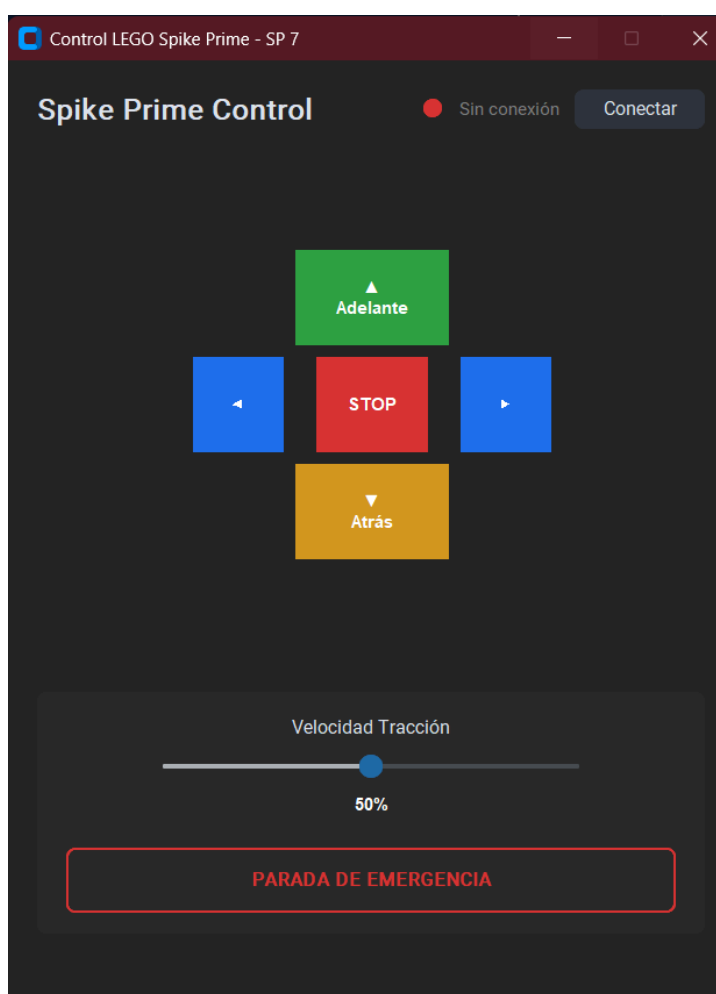 Control LEGO Spike Prime - SP 7
Spike Prime Control
Sin conexión
Conectar
▲
Adelante
◄
STOP
►
▼
Atrás
Velocidad Tracción
50%
PARADA DE EMERGENCIA